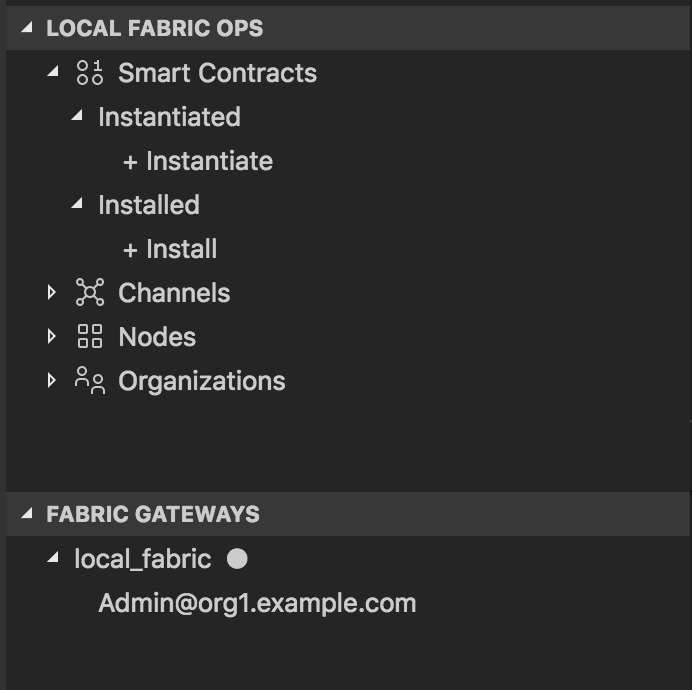 LOCAL FABRIC OPS
Smart Contracts
Instantiated
+ Instantiate
Installed
+ Install
Channels
Nodes
Organizations
FABRIC GATEWAYS
local_fabric
Admin@org1.example.com